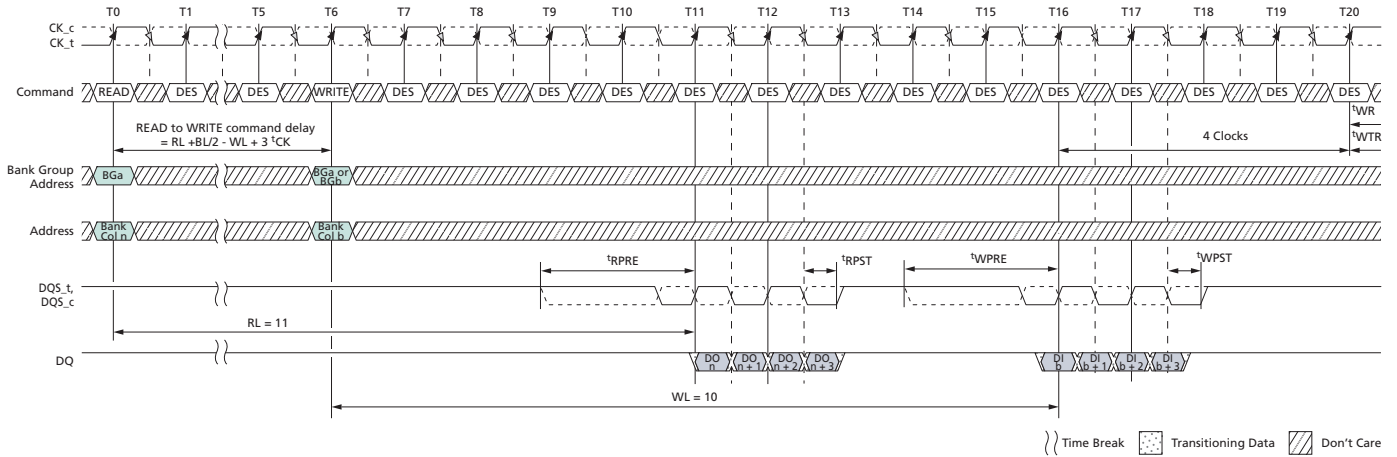 T0 T1 T5 T6 T7 T8 T9 T10 T11 T12 T13 T14 T15 T16 T17 T18 T19 T20
CK_c
CK_t
Command READ DES DES WRITE DES DES DES DES DES DES DES DES DES DES DES DES DES DES
tWR
READ to WRITE command delay
= RL +BL/2 - WL + 3 tCK
4 Clocks
tWTR
Bank Group
Address
BGa
BGa or
BGb
Address
Bank
Col n
Bank
Col b
tRPRE tRPST tWPRE tWPST
DQS_t,
DQS_c
RL = 11
DQ
DO
n
DO
n + 1
DO
n + 2
DO
n + 3
DI
b
DI
b + 1
DI
b + 2
DI
b + 3
WL = 10
Time Break Transitioning Data Don't Care